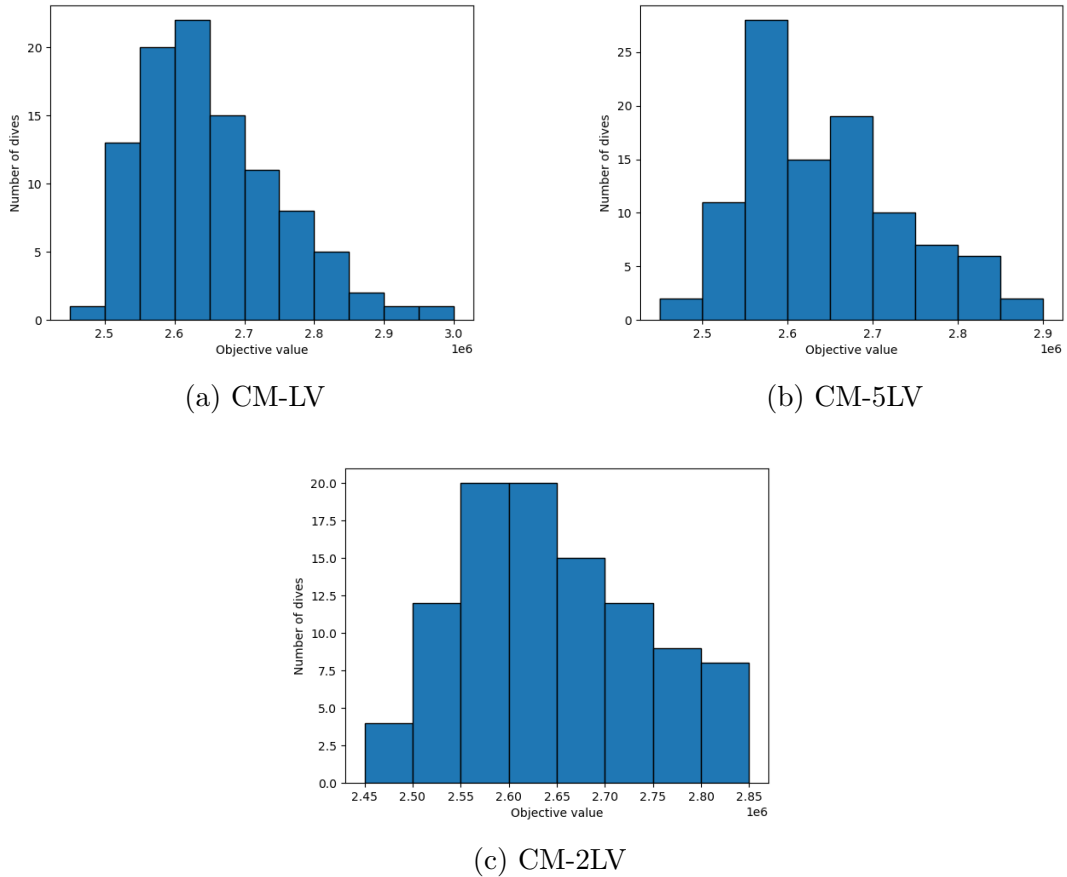 20
15
10
5
0
Number of dives
2.5 2.6 2.7 2.8 2.9 3.0
Objective value
1e6
(a) CM-LV
25
20
15
10
5
0
Number of dives
2.5 2.6 2.7 2.8 2.9
Objective value
1e6
(b) CM-5LV
20.0
17.5
15.0
12.5
10.0
7.5
5.0
2.5
0.0
Number of dives
2.45 2.50 2.55 2.60 2.65 2.70 2.75 2.80 2.85
Objective value
1e6
(c) CM-2LV